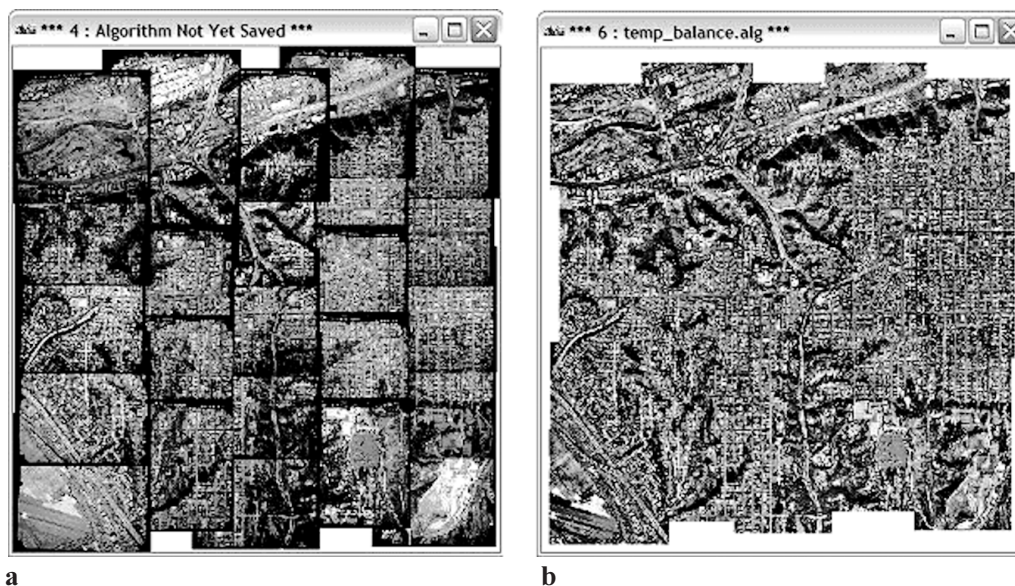 *** 4 : Algorithm Not Yet Saved ***
*** 6 : temp_balance.alg ***
a
b